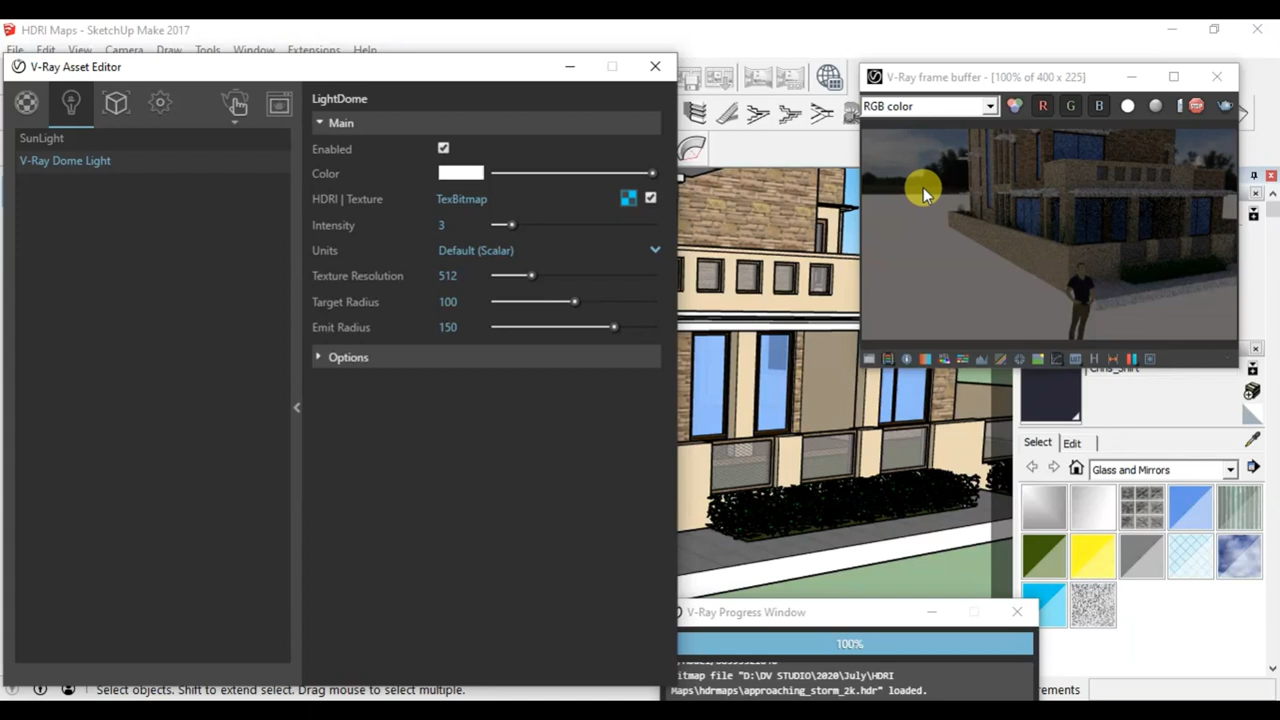 HDRI Maps - SketchUp Make 2017
File Edit View Camera Draw Tools Window Extensions Help
V-Ray Asset Editor
V-Ray frame buffer - [100% of 400 x 225]
RGB color
R G B
STOP
SunLight
V-Ray Dome Light
LightDome
Main
Enabled
Color
HDRI | Texture TexBitmap
Intensity 3
Units Default (Scalar)
Texture Resolution 512
Target Radius 100
Emit Radius 150
Options
Select Edit
Glass and Mirrors
V-Ray Progress Window
100%
itmap file "D:\DV STUDIO\2020\July\HDRI
Maps\hdrmaps\approaching_storm_2k.hdr" loaded.
Select objects. Shift to extend select. Drag mouse to select multiple.
urements